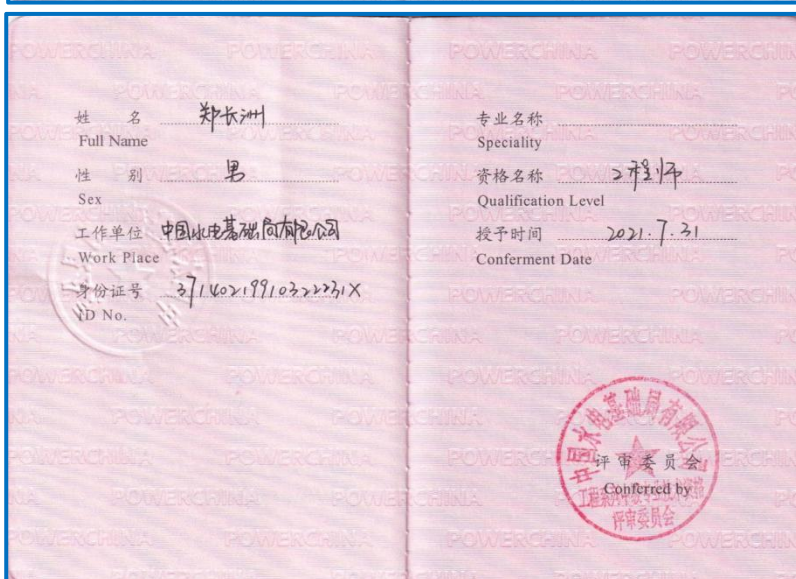 姓 名 郑长洲
Full Name
性 别 男
Sex
工作单位 中国水电基础局有限公司
Work Place
身份证号 37140219910322231X
ID No.
专业名称
Speciality
资格名称 工程师
Qualification Level
授予时间 2021.7.31
Conferment Date
中国水电基础局有限公司
评审委员会
Conferred by
评审委员会
POWERCHINA